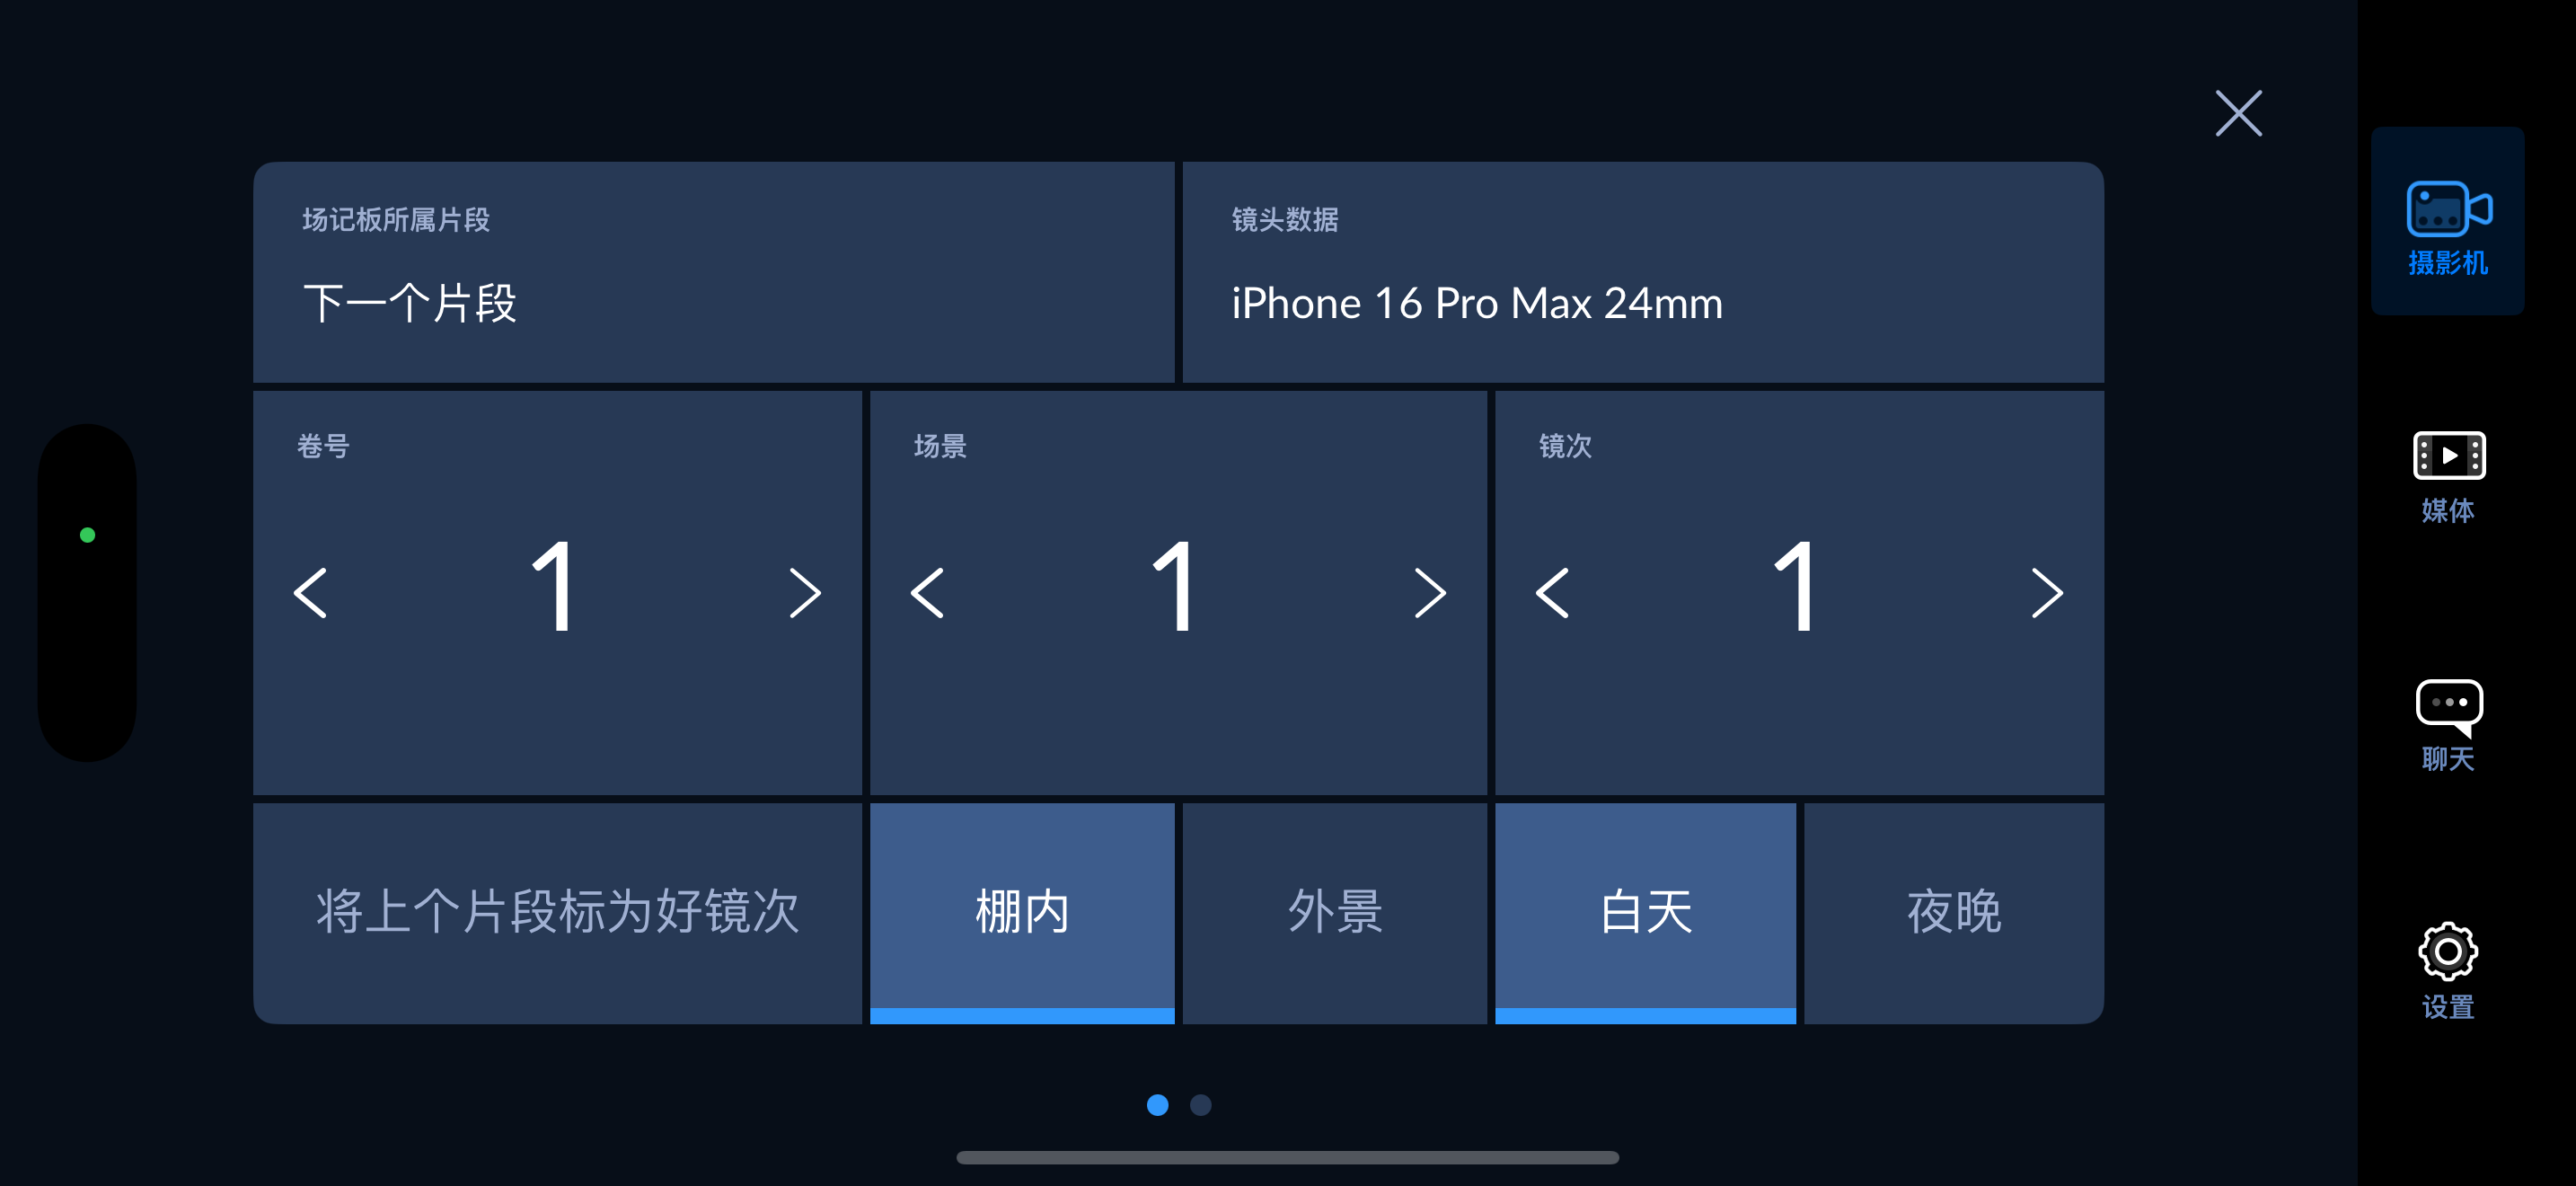 场记板所属片段
下一个片段
镜头数据
iPhone 16 Pro Max 24mm
卷号
1
场景
1
镜次
1
将上个片段标为好镜次
棚内
外景
白天
夜晚
摄影机
媒体
聊天
设置